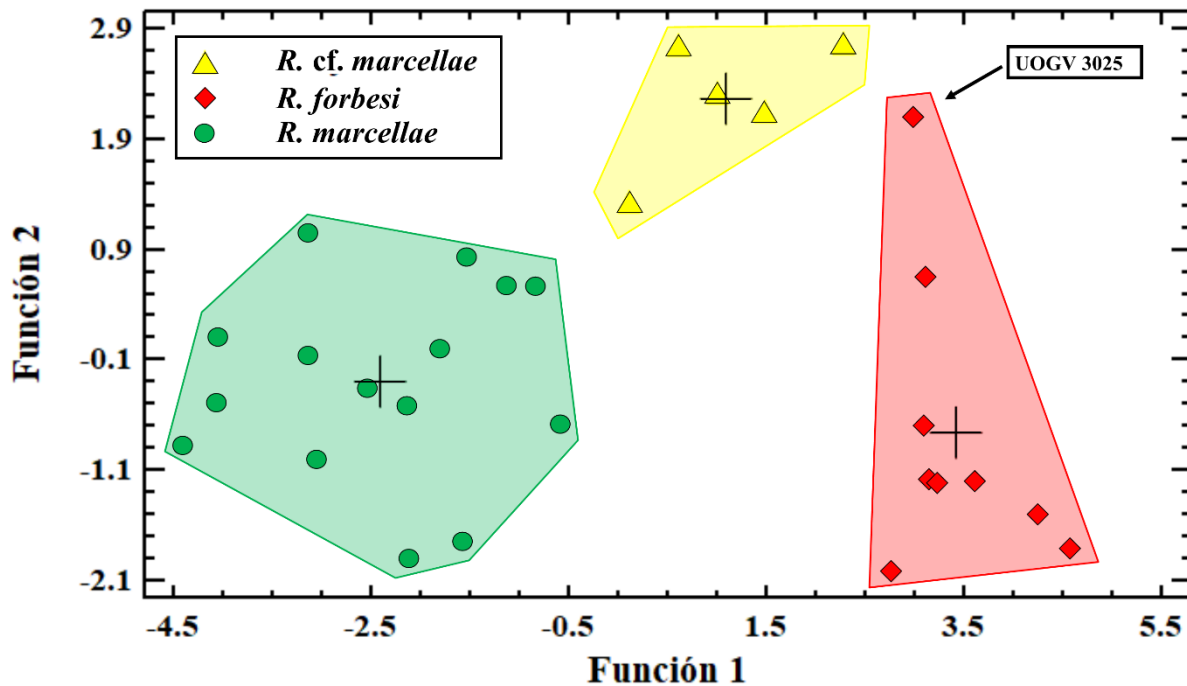 2.9
1.9
0.9
-0.1
-1.1
-2.1
Función 2
R. cf. marcellae
R. forbesi
R. marcellae
UOGV 3025
-4.5 -2.5 -0.5 1.5 3.5 5.5
Función 1